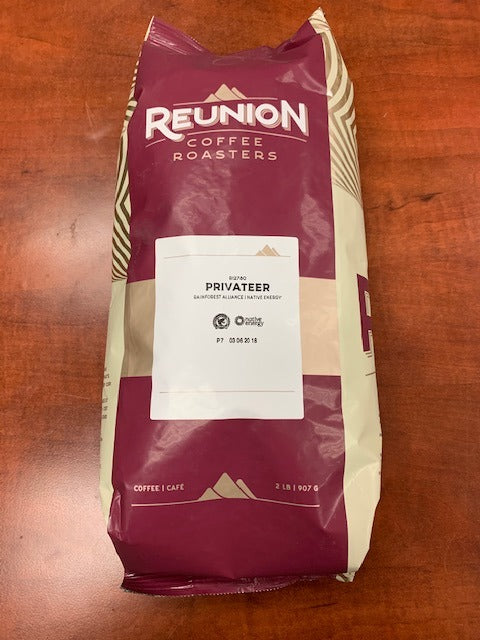 REUNION
COFFEE
ROASTERS
PRIVATEER
RAINFOREST ALLIANCE | NATIVE ENERGY
native
energy
P7 03 06 20 18
COFFEE | CAFÉ
2 LB | 907 G